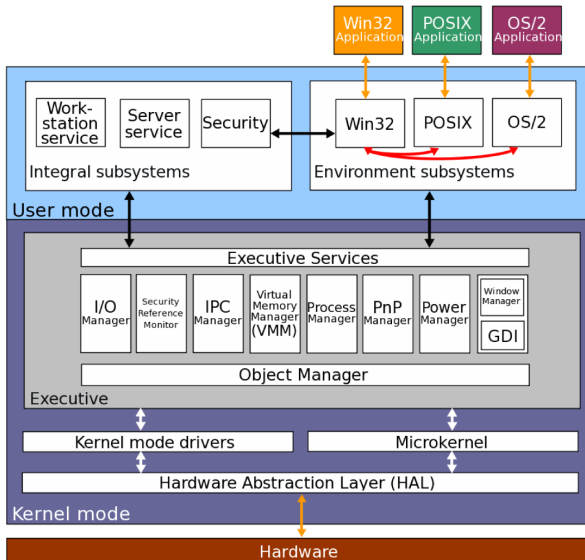 Win32
Application
POSIX
Application
OS/2
Application
Work-
station
service
Server
service
Security
Integral subsystems
Win32
POSIX
OS/2
Environment subsystems
User mode
Executive Services
I/O
Manager
Security
Reference
Monitor
IPC
Manager
Virtual
Memory
Manager
(VMM)
Process
Manager
PnP
Manager
Power
Manager
Window
Manager
GDI
Object Manager
Executive
Kernel mode drivers
Microkernel
Hardware Abstraction Layer (HAL)
Kernel mode
Hardware